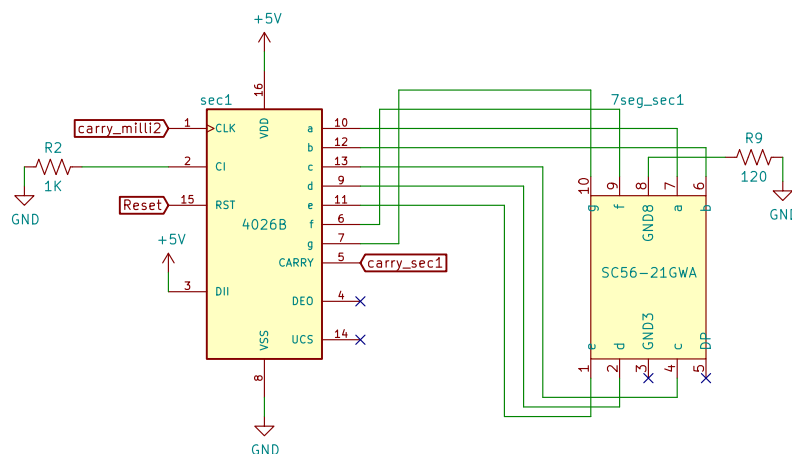 +5V
sec1
7seg_sec1
16
VDD
carry_milli2
1
CLK
a
10
b
12
R2
1K
GND
2
CI
c
13
d
9
Reset
15
RST
e
11
4026B
f
6
g
7
+5V
CARRY
5
carry_sec1
3
DII
DEO
4
UCS
14
VSS
8
GND
10
9
8
7
6
g
f
GND8
a
b
R9
120
GND
SC56-21GWA
e
d
GND3
c
DP
1
2
3
4
5